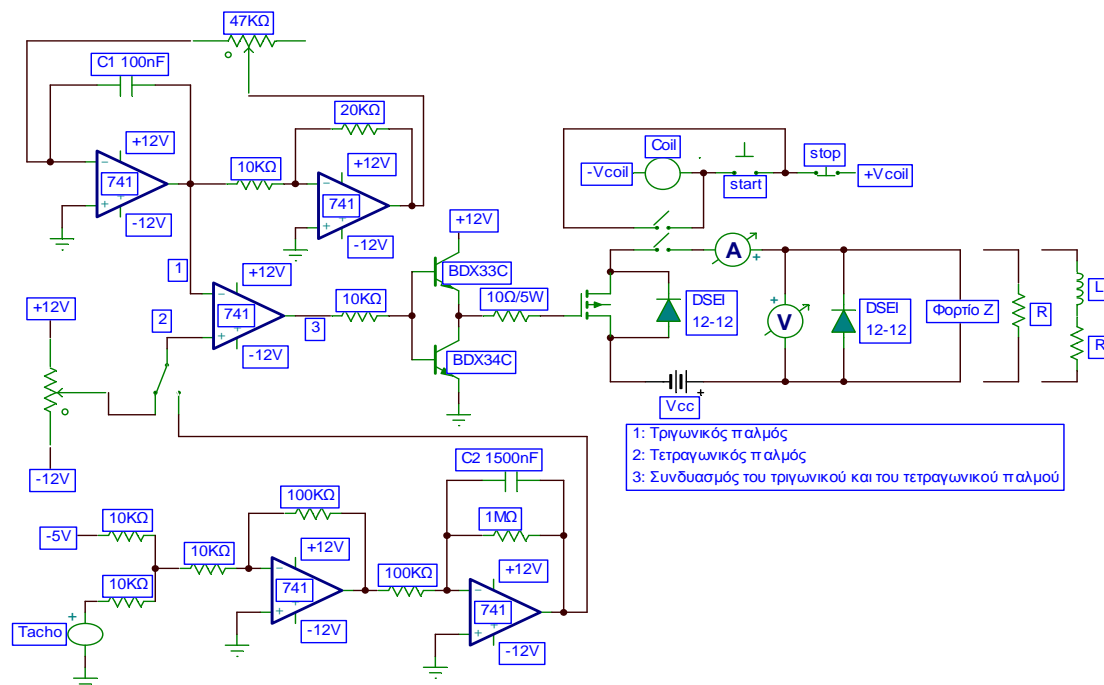 47KΩ
C1 100nF
+12V
741
-12V
10KΩ
20KΩ
+12V
741
-12V
Coil
-Vcoil
start
stop
+Vcoil
1
+12V
741
-12V
2
3
10KΩ
+12V
BDX33C
BDX34C
10Ω/5W
DSEI
12-12
A
+
V
+
DSEI
12-12
Φορτίο Z
R
L
R
Vcc
+
+12V
-12V
1: Τριγωνικός παλμός
2: Τετραγωνικός παλμός
3: Συνδυασμός του τριγωνικού και του τετραγωνικού παλμού
-5V
10KΩ
10KΩ
Tacho
+
10KΩ
100KΩ
+12V
741
-12V
100KΩ
C2 1500nF
1MΩ
+12V
741
-12V